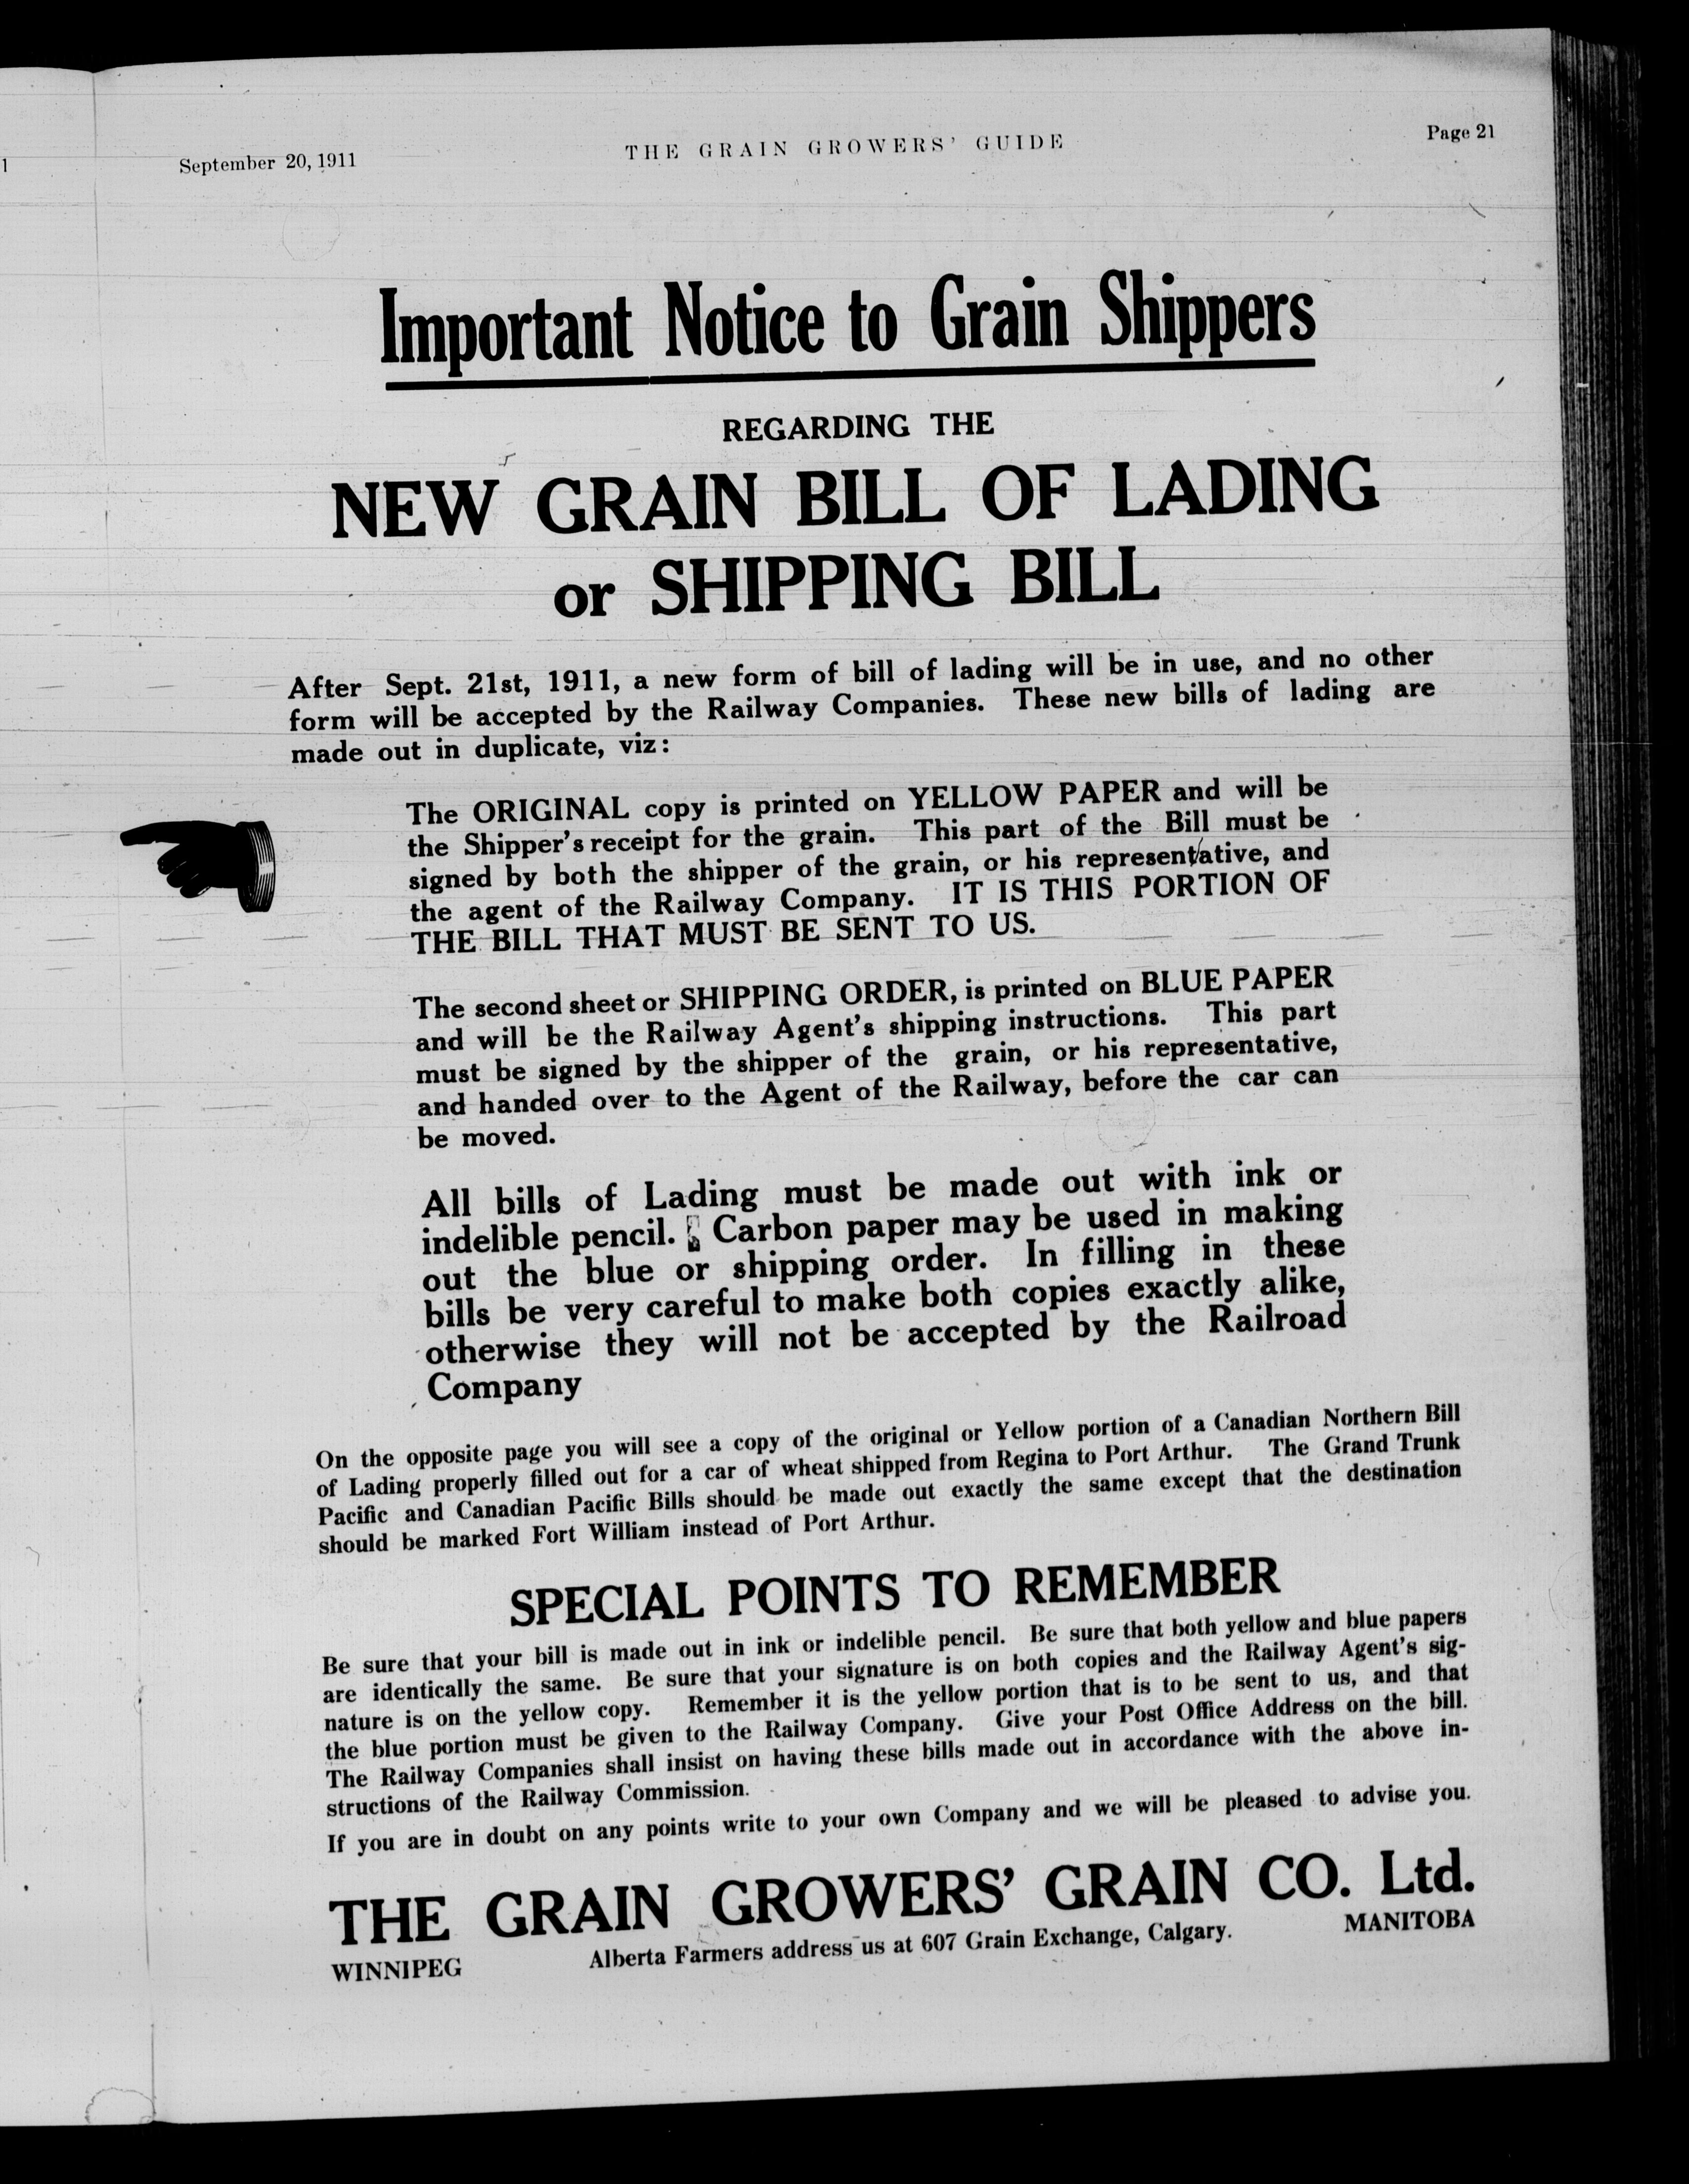 September 20, 1911
THE GRAIN GROWERS' GUIDE
Page 21
Important Notice to Grain Shippers
REGARDING THE
NEW GRAIN BILL OF LADING
or SHIPPING BILL
After Sept. 21st, 1911, a new form of bill of lading will be in use, and no other
form will be accepted by the Railway Companies. These new bills of lading are
made out in duplicate, viz:
The ORIGINAL copy is printed on YELLOW PAPER and will be
the Shipper's receipt for the grain. This part of the Bill must be
signed by both the shipper of the grain, or his representative, and
the agent of the Railway Company. IT IS THIS PORTION OF
THE BILL THAT MUST BE SENT TO US.
The second sheet or SHIPPING ORDER, is printed on BLUE PAPER
and will be the Railway Agent's shipping instructions. This part
must be signed by the shipper of the grain, or his representative,
and handed over to the Agent of the Railway, before the car can
be moved.
All bills of Lading must be made out with ink or
indelible pencil. Carbon paper may be used in making
out the blue or shipping order. In filling in these
bills be very careful to make both copies exactly alike,
otherwise they will not be accepted by the Railroad
Company
On the opposite page you will see a copy of the original or Yellow portion of a Canadian Northern Bill
of Lading properly filled out for a car of wheat shipped from Regina to Port Arthur. The Grand Trunk
Pacific and Canadian Pacific Bills should be made out exactly the same except that the destination
should be marked Fort William instead of Port Arthur.
SPECIAL POINTS TO REMEMBER
Be sure that your bill is made out in ink or indelible pencil. Be sure that both yellow and blue papers
are identically the same. Be sure that your signature is on both copies and the Railway Agent's sig-
nature is on the yellow copy. Remember it is the yellow portion that is to be sent to us, and that
the blue portion must be given to the Railway Company. Give your Post Office Address on the bill.
The Railway Companies shall insist on having these bills made out in accordance with the above in-
structions of the Railway Commission.
If you are in doubt on any points write to your own Company and we will be pleased to advise you.
THE GRAIN GROWERS' GRAIN CO. Ltd.
WINNIPEG
Alberta Farmers address us at 607 Grain Exchange, Calgary.
MANITOBA